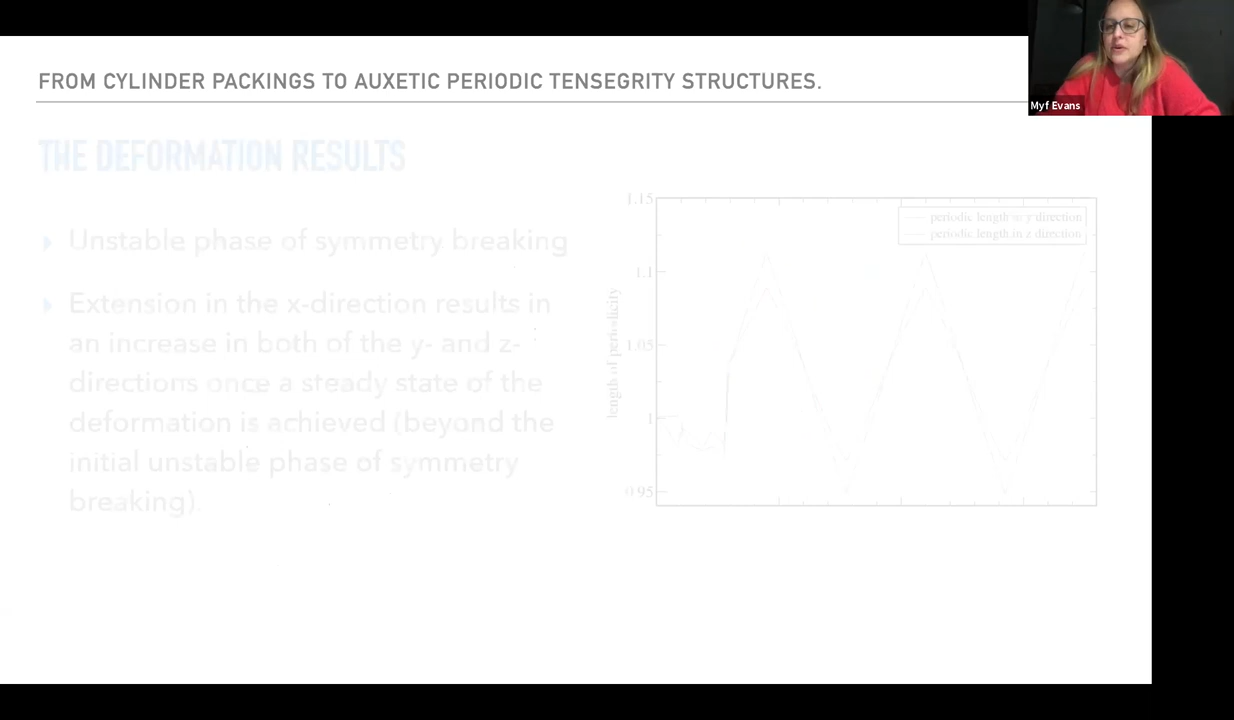 FROM CYLINDER PACKINGS TO AUXETIC PERIODIC TENSEGRITY STRUCTURES.
Myf Evans
THE DEFORMATION RESULTS
Unstable phase of symmetry breaking
Extension in the x-direction results in
an increase in both of the y- and z-
directions once a steady state of the
deformation is achieved (beyond the
initial unstable phase of symmetry
breaking).
1.15
1.1
1.05
1
0.95
length of periodicity
periodic length in y direction
periodic length in z direction